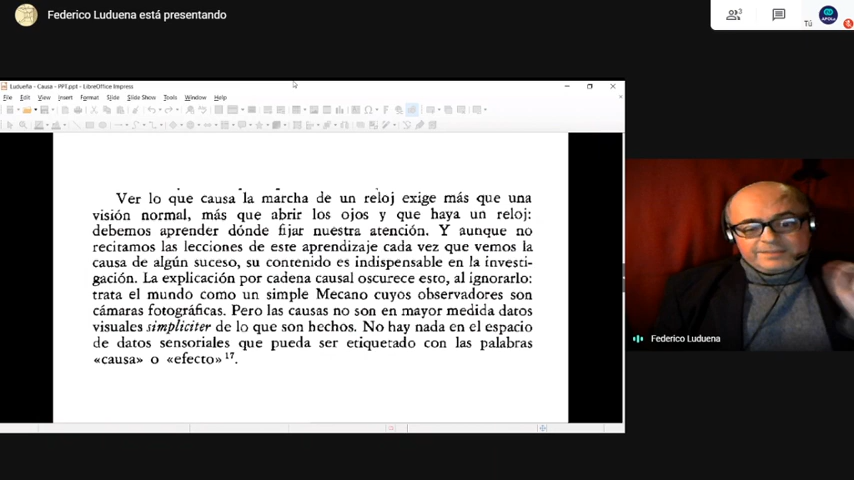 Federico Luduena está presentando
3
Tú
APOLa
Ludueña - Causa - PPT.ppt - LibreOffice Impress
File Edit View Insert Format Slide Slide Show Tools Window Help
Ver lo que causa la marcha de un reloj exige más que una
visión normal, más que abrir los ojos y que haya un reloj:
debemos aprender dónde fijar nuestra atención. Y aunque no
recitamos las lecciones de este aprendizaje cada vez que vemos la
causa de algún suceso, su contenido es indispensable en la investi-
gación. La explicación por cadena causal oscurece esto, al ignorarlo:
trata el mundo como un simple Mecano cuyos observadores son
cámaras fotográficas. Pero las causas no son en mayor medida datos
visuales simpliciter de lo que son hechos. No hay nada en el espacio
de datos sensoriales que pueda ser etiquetado con las palabras
«causa» o «efecto» 17.
Federico Luduena